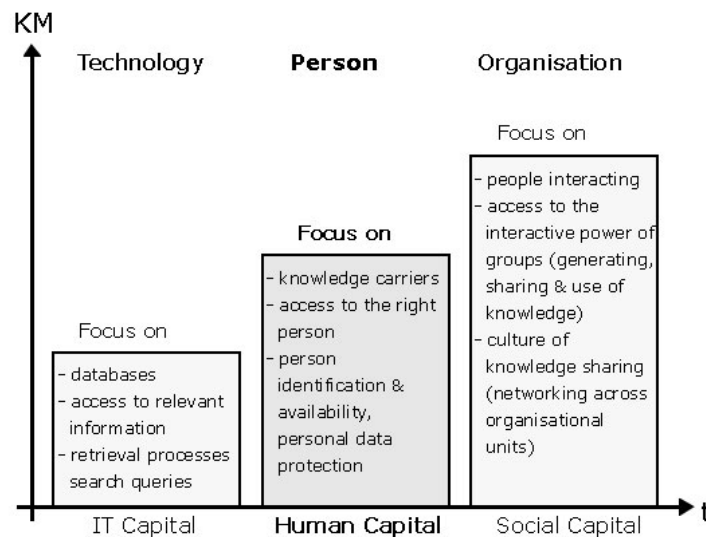 KM
Technology
Person
Organisation
Focus on
- people interacting
- access to the
interactive power of
groups (generating,
sharing & use of
knowledge)
- culture of
knowledge sharing
(networking across
organisational
units)
Focus on
- knowledge carriers
- access to the right
person
- person
identification &
availability,
personal data
protection
Focus on
- databases
- access to relevant
information
- retrieval processes
search queries
t
IT Capital
Human Capital
Social Capital